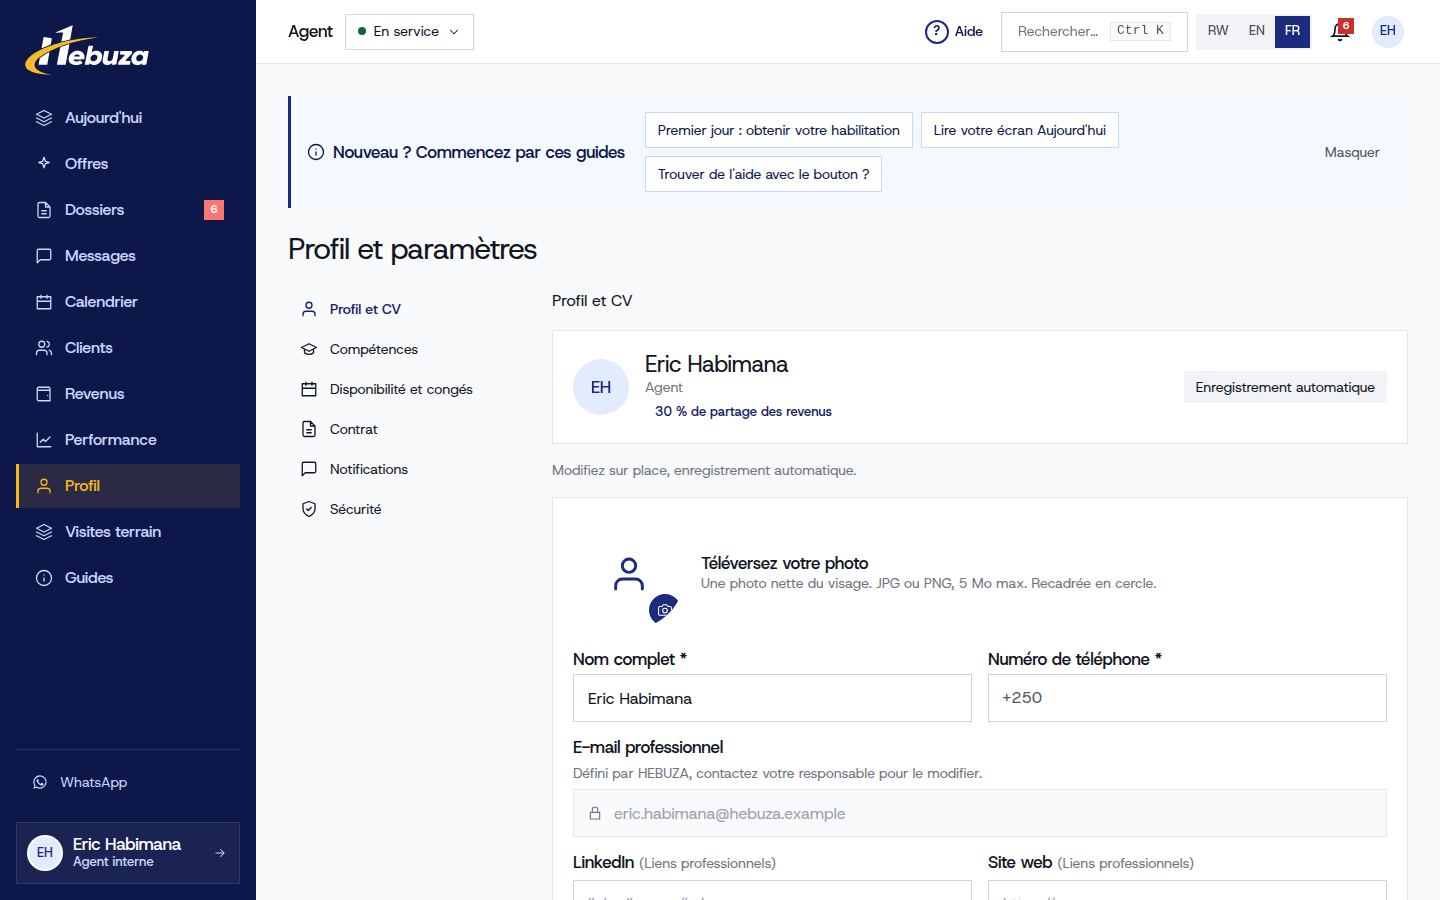 Hebuza
Aujourd'hui
Offres
Dossiers 6
Messages
Calendrier
Clients
Revenus
Performance
Profil
Visites terrain
Guides
WhatsApp
EH Eric Habimana
Agent interne
Agent En service
? Aide Rechercher... Ctrl K RW EN FR 6 EH
Nouveau ? Commencez par ces guides
Premier jour : obtenir votre habilitation
Lire votre écran Aujourd'hui
Trouver de l'aide avec le bouton ?
Masquer
Profil et paramètres
Profil et CV
Compétences
Disponibilité et congés
Contrat
Notifications
Sécurité
Profil et CV
EH
Eric Habimana
Agent
30 % de partage des revenus
Enregistrement automatique
Modifiez sur place, enregistrement automatique.
Téléversez votre photo
Une photo nette du visage. JPG ou PNG, 5 Mo max. Recadrée en cercle.
Nom complet *
Eric Habimana
Numéro de téléphone *
+250
E-mail professionnel
Défini par HEBUZA, contactez votre responsable pour le modifier.
eric.habimana@hebuza.example
LinkedIn (Liens professionnels)
Site web (Liens professionnels)